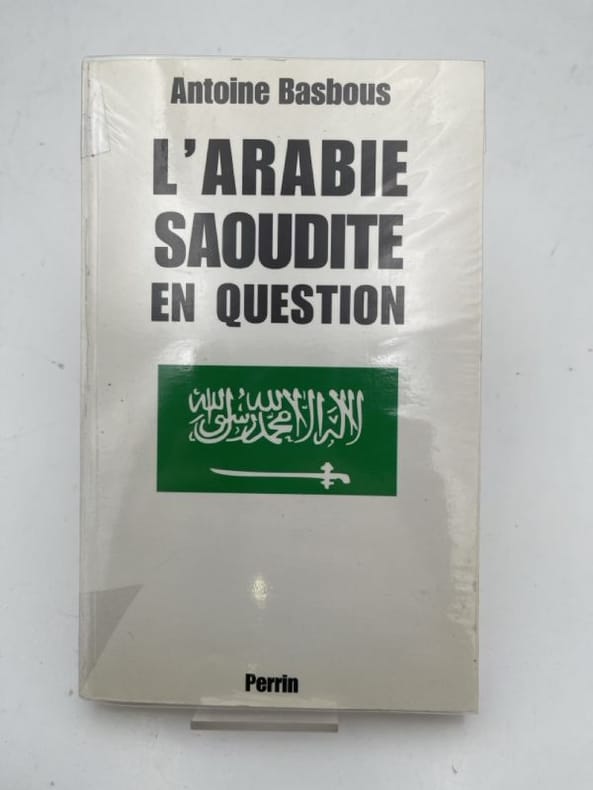 Antoine Basbous
L'ARABIE
SAOUDITE
EN QUESTION
لا إله إلا الله محمد رسول الله
Perrin